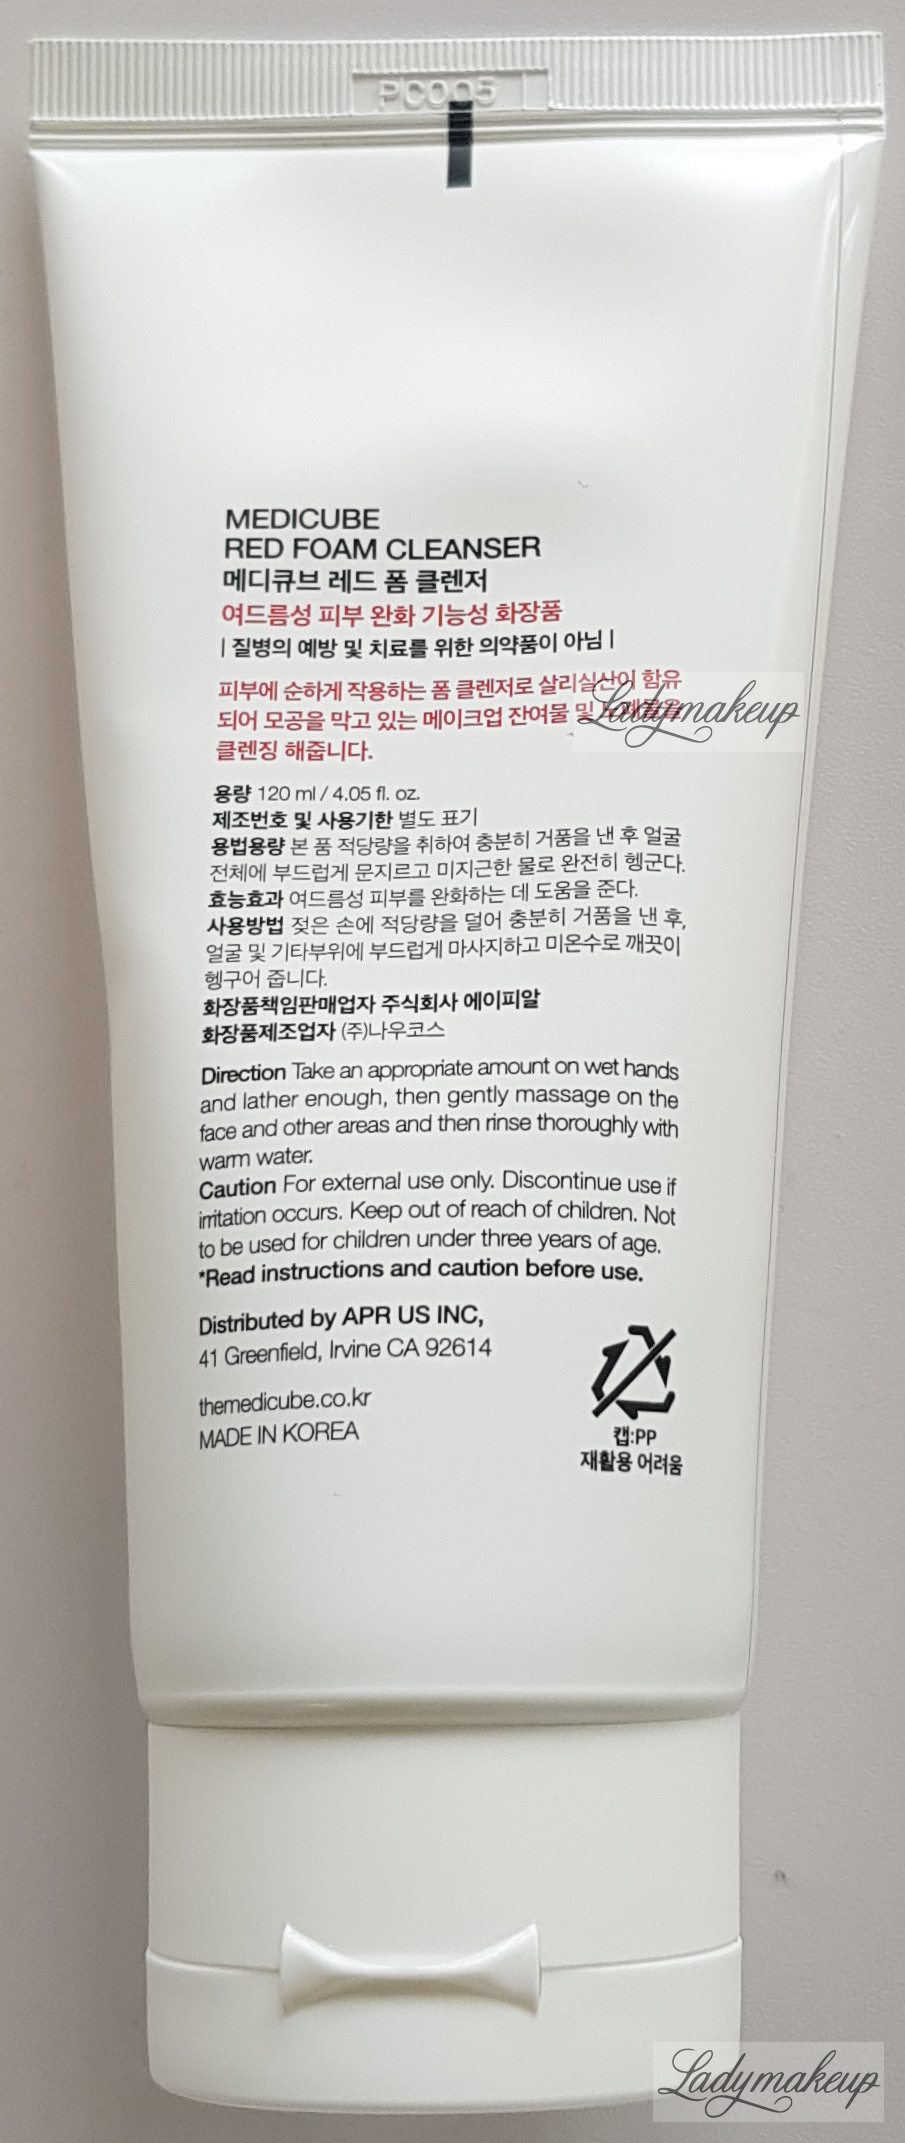 PC005
MEDICUBE
RED FOAM CLEANSER
메디큐브 레드 폼 클렌저
여드름성 피부 완화 기능성 화장품
| 질병의 예방 및 치료를 위한 의약품이 아님 |
피부에 순하게 작용하는 폼 클렌저로 살리실산이 함유
되어 모공을 막고 있는 메이크업 잔여물 및
Ladymakeup
클렌징 해줍니다.
용량 120 ml / 4.05 fl. oz.
제조번호 및 사용기한 별도 표기
용법용량 본 품 적당량을 취하여 충분히 거품을 낸 후 얼굴
전체에 부드럽게 문지르고 미지근한 물로 완전히 헹군다.
효능효과 여드름성 피부를 완화하는 데 도움을 준다.
사용방법 젖은 손에 적당량을 덜어 충분히 거품을 낸 후,
얼굴 및 기타부위에 부드럽게 마사지하고 미온수로 깨끗이
헹구어 줍니다.
화장품책임판매업자 주식회사 에이피알
화장품제조업자 (주)나우코스
Direction Take an appropriate amount on wet hands
and lather enough, then gently massage on the
face and other areas and then rinse thoroughly with
warm water.
Caution For external use only. Discontinue use if
irritation occurs. Keep out of reach of children. Not
to be used for children under three years of age.
*Read instructions and caution before use.
Distributed by APR US INC,
41 Greenfield, Irvine CA 92614
themedicube.co.kr
MADE IN KOREA
캡:PP
재활용 어려움
Ladymakeup